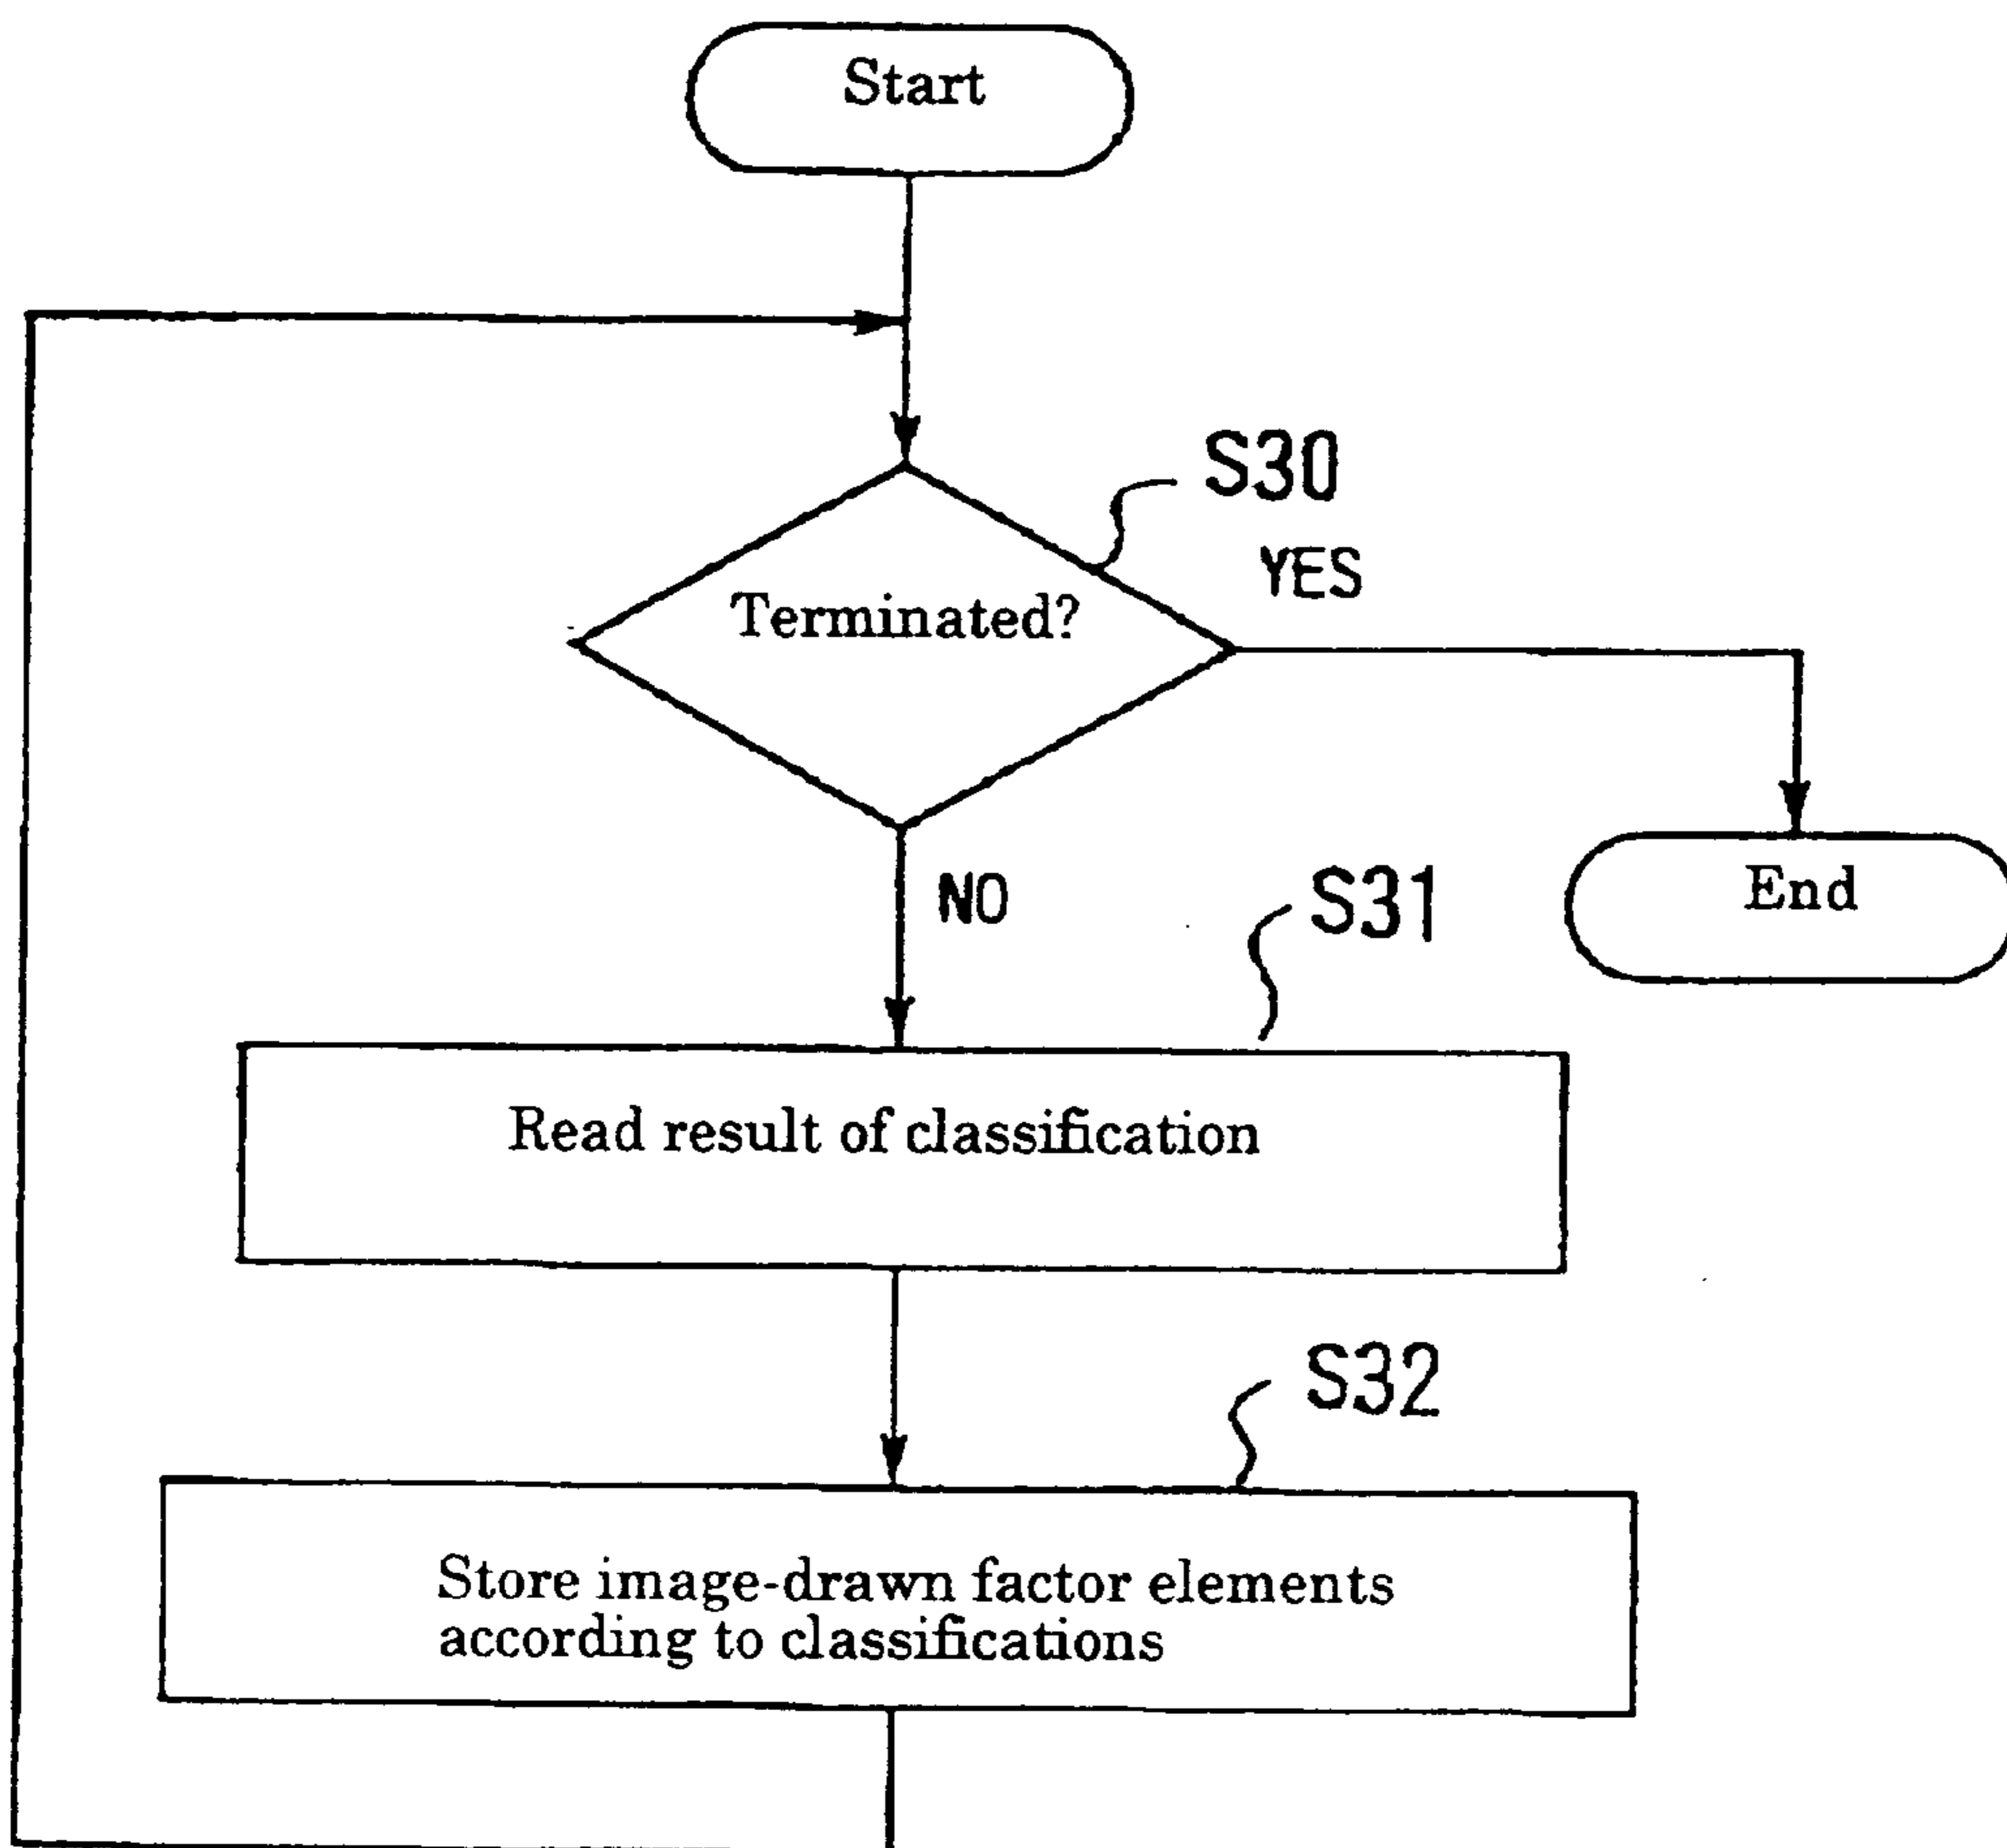 Start
S30
YES
Terminated?
NO
S31
End
Read result of classification
S32
Store image-drawn factor elements
according to classifications